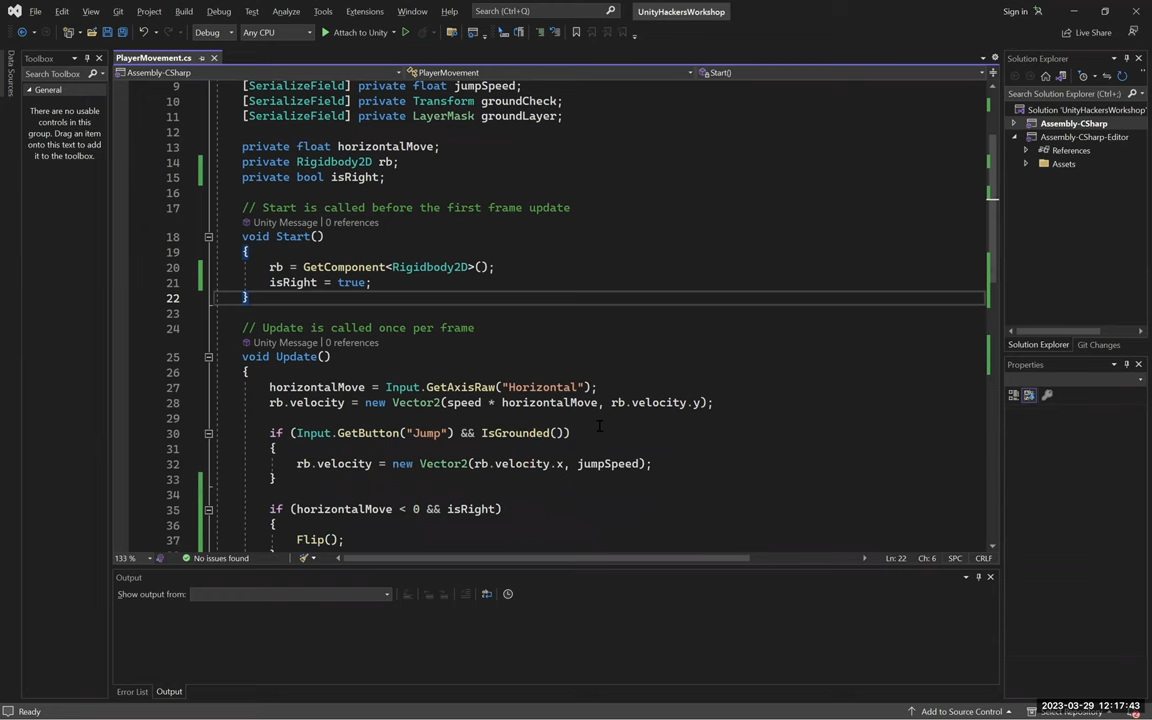 File Edit View Git Project Build Debug Test Analyze Tools Extensions Window Help Search (Ctrl+Q) UnityHackersWorkshop Sign in
Debug Any CPU Attach to Unity Live Share
Data Sources
Toolbox
Search Toolbox
General
There are no usable
controls in this
group. Drag an item
onto this text to add
it to the toolbox.
PlayerMovement.cs
Assembly-CSharp PlayerMovement Start()
9 [SerializeField] private float jumpSpeed;
10 [SerializeField] private Transform groundCheck;
11 [SerializeField] private LayerMask groundLayer;
12
13 private float horizontalMove;
14 private Rigidbody2D rb;
15 private bool isRight;
16
17 // Start is called before the first frame update
Unity Message | 0 references
18 void Start()
19 {
20 rb = GetComponent<Rigidbody2D>();
21 isRight = true;
22 }
23
24 // Update is called once per frame
Unity Message | 0 references
25 void Update()
26 {
27 horizontalMove = Input.GetAxisRaw("Horizontal");
28 rb.velocity = new Vector2(speed * horizontalMove, rb.velocity.y);
29
30 if (Input.GetButton("Jump") && IsGrounded())
31 {
32 rb.velocity = new Vector2(rb.velocity.x, jumpSpeed);
33 }
34
35 if (horizontalMove < 0 && isRight)
36 {
37 Flip();
133 % No issues found Ln: 22 Ch: 6 SPC CRLF
Output
Show output from:
Error List Output
Solution Explorer
Search Solution Explorer (Ctrl+;)
Solution 'UnityHackersWorkshop'
Assembly-CSharp
Assembly-CSharp-Editor
References
Assets
Solution Explorer Git Changes
Properties
Ready Add to Source Control Select Repository
2023-03-29 12:17:43